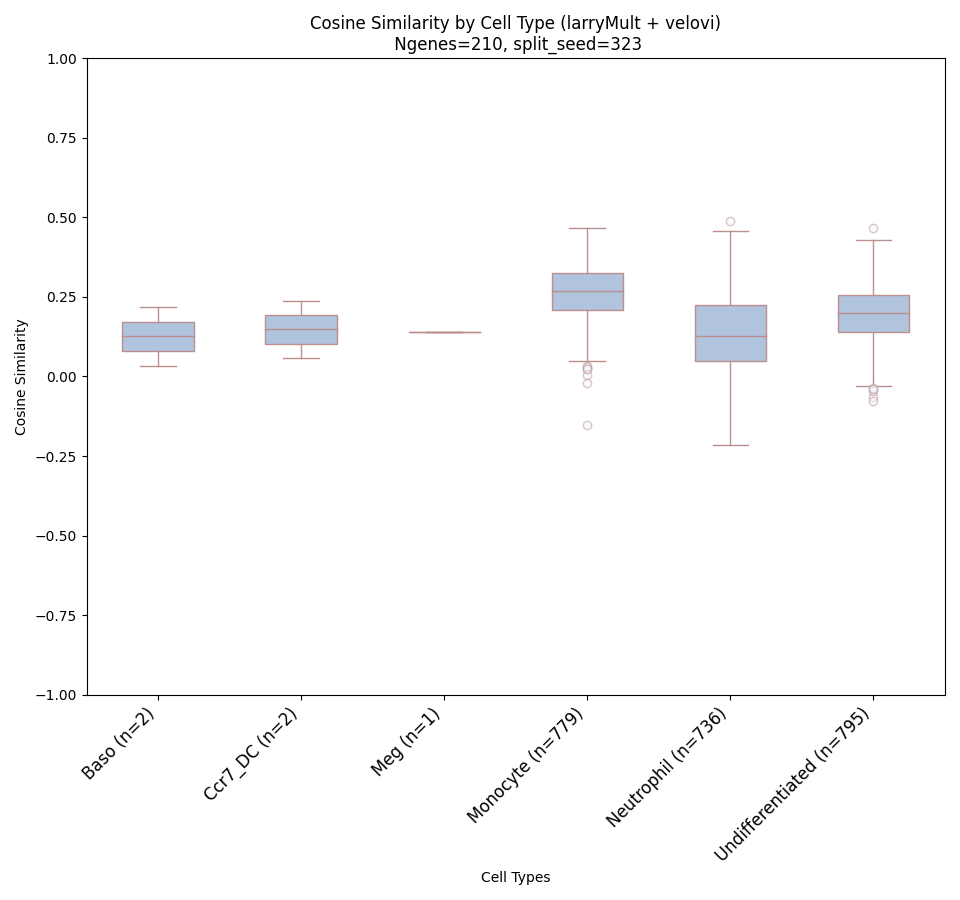 Cosine Similarity by Cell Type (larryMult + velovi)
Ngenes=210, split_seed=323
1.00
0.75
0.50
0.25
0.00
−0.25
−0.50
−0.75
−1.00
Cosine Similarity
Baso (n=2)
Ccr7_DC (n=2)
Meg (n=1)
Monocyte (n=779)
Neutrophil (n=736)
Undifferentiated (n=795)
Cell Types